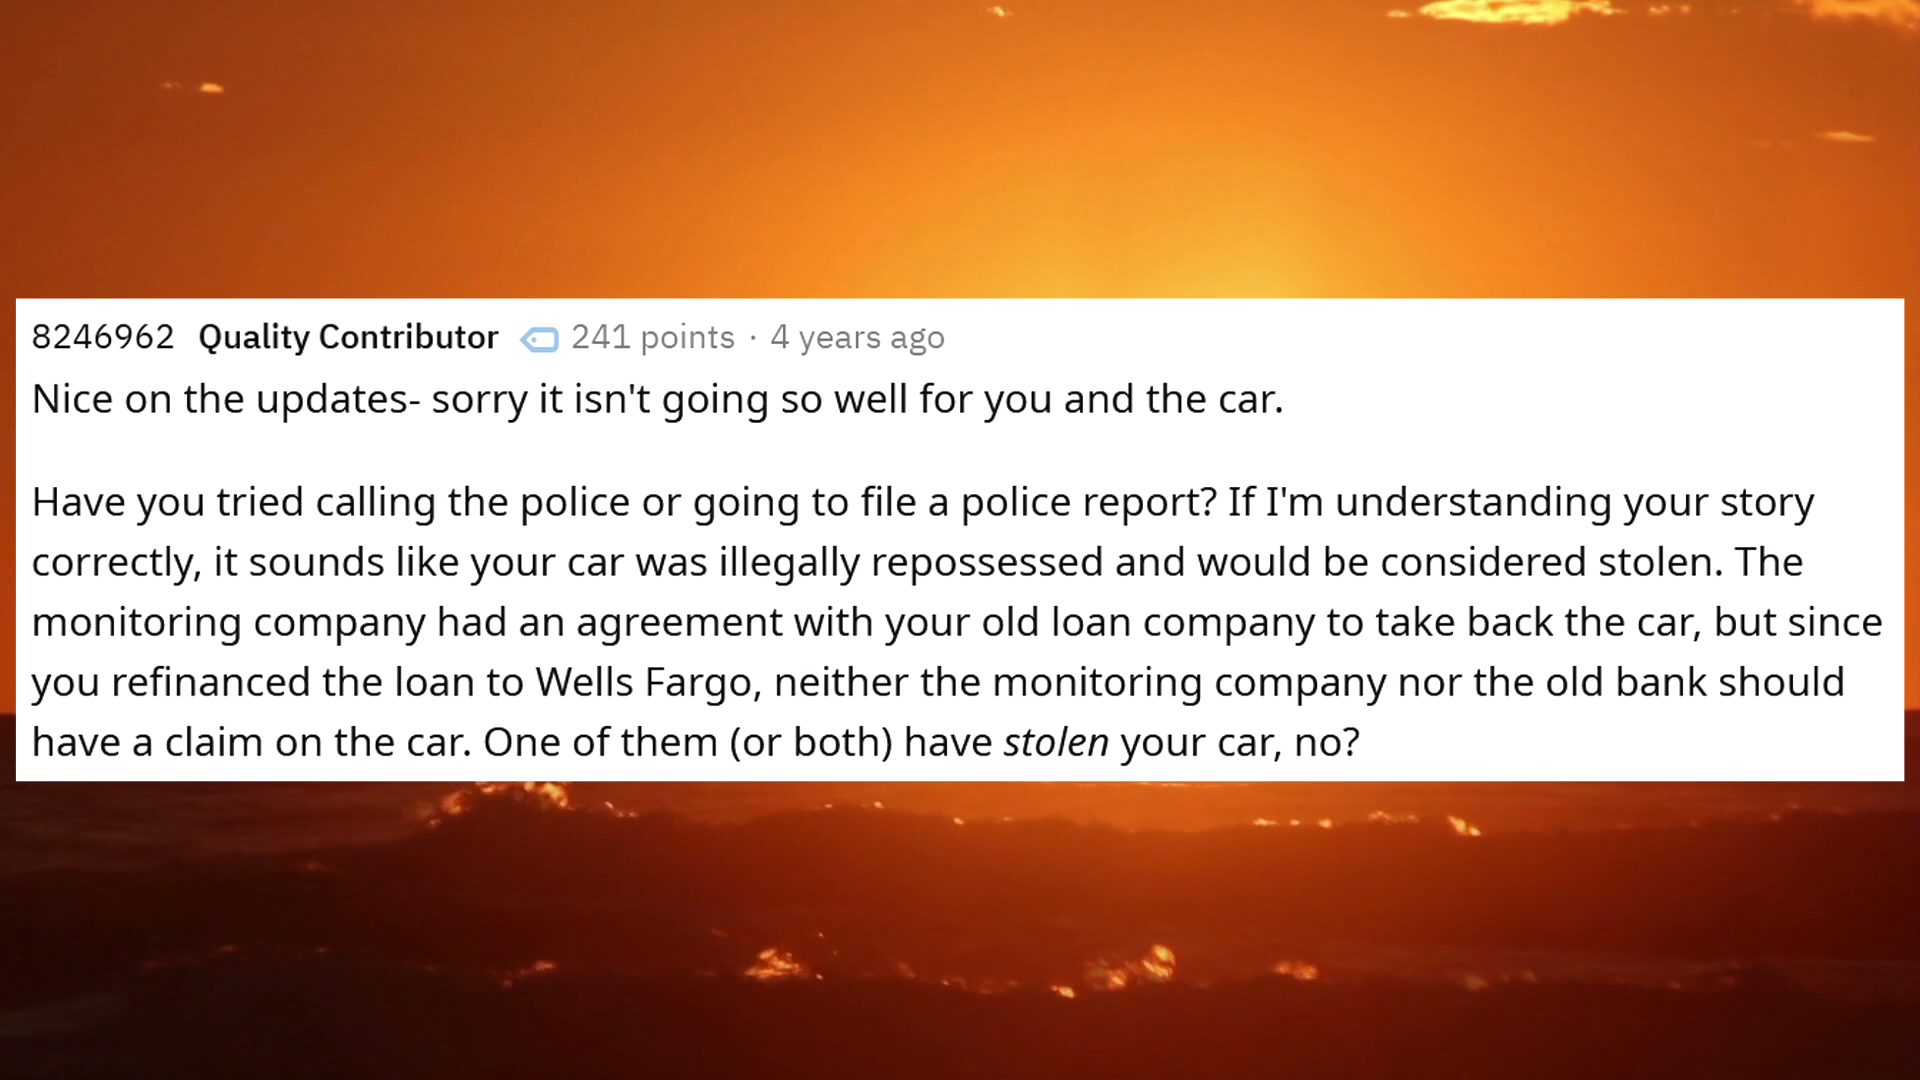 8246962 Quality Contributor 241 points · 4 years ago
Nice on the updates- sorry it isn't going so well for you and the car.
Have you tried calling the police or going to file a police report? If I'm understanding your story
correctly, it sounds like your car was illegally repossessed and would be considered stolen. The
monitoring company had an agreement with your old loan company to take back the car, but since
you refinanced the loan to Wells Fargo, neither the monitoring company nor the old bank should
have a claim on the car. One of them (or both) have stolen your car, no?